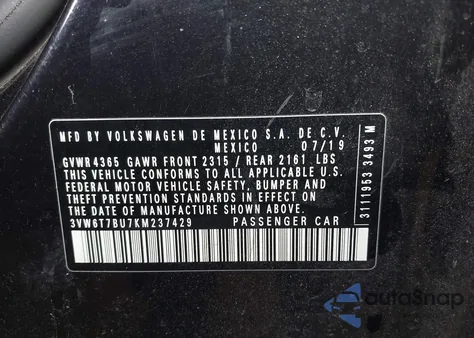 MFD BY VOLKSWAGEN DE MEXICO S.A. DE C.V.
MEXICO 07/19
GVWR 4365 GAWR FRONT 2315 / REAR 2161 LBS
THIS VEHICLE CONFORMS TO ALL APPLICABLE U.S.
FEDERAL MOTOR VEHICLE SAFETY, BUMPER AND
THEFT PREVENTION STANDARDS IN EFFECT ON THE
DATE OF MANUFACTURE SHOWN ABOVE.
3VW6T7BU7KM237429 PASSENGER CAR
3111953 3493 M
autoSnap